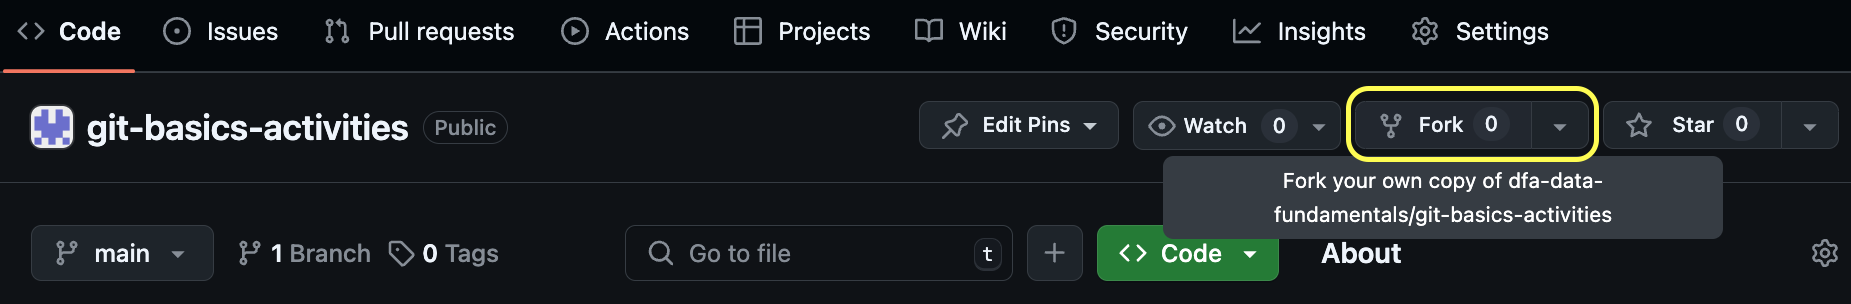 Code Issues Pull requests Actions Projects Wiki Security Insights Settings
git-basics-activities Public Edit Pins Watch 0 Fork 0 Star 0
Fork your own copy of dfa-data-
fundamentals/git-basics-activities
main 1 Branch 0 Tags Go to file t + Code About